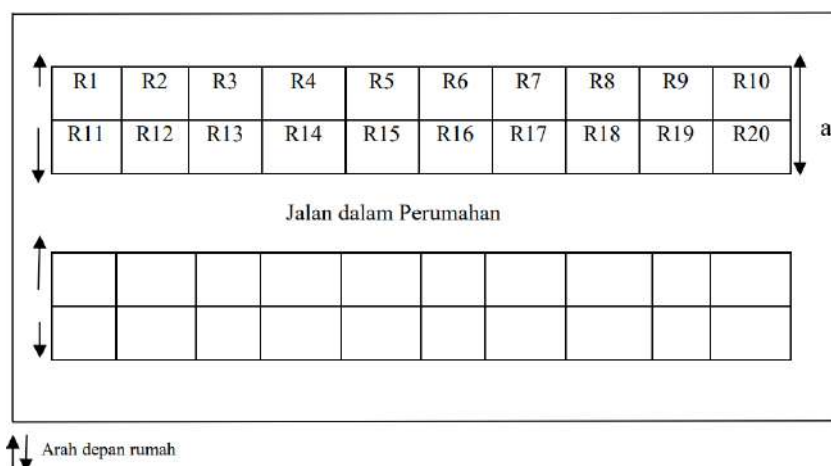 R1 R2 R3 R4 R5 R6 R7 R8 R9 R10
R11 R12 R13 R14 R15 R16 R17 R18 R19 R20
a
Jalan dalam Perumahan
Arah depan rumah